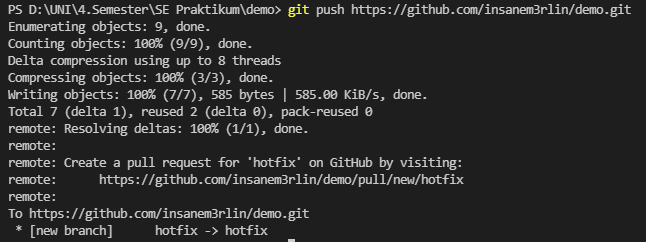 PS D:\UNI\4.Semester\SE Praktikum\demo> git push https://github.com/insanem3rlin/demo.git
Enumerating objects: 9, done.
Counting objects: 100% (9/9), done.
Delta compression using up to 8 threads
Compressing objects: 100% (3/3), done.
Writing objects: 100% (7/7), 585 bytes | 585.00 KiB/s, done.
Total 7 (delta 1), reused 2 (delta 0), pack-reused 0
remote: Resolving deltas: 100% (1/1), done.
remote:
remote: Create a pull request for 'hotfix' on GitHub by visiting:
remote:      https://github.com/insanem3rlin/demo/pull/new/hotfix
remote:
To https://github.com/insanem3rlin/demo.git
 * [new branch]      hotfix -> hotfix